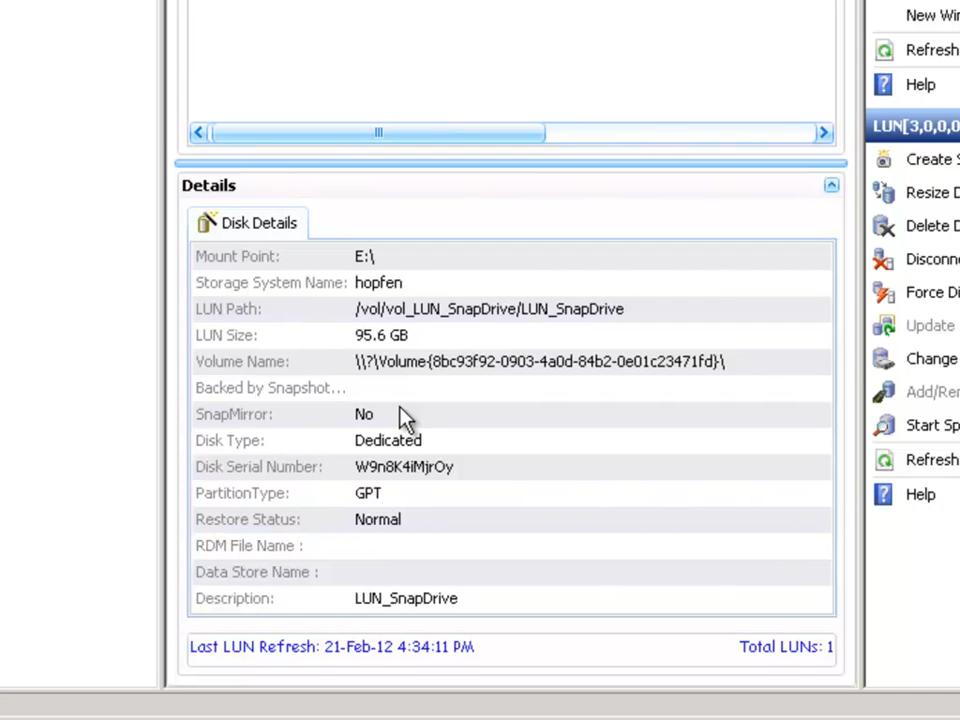 New Win
Refresh
Help
LUN[3,0,0,0
Create S
Resize D
Delete D
Disconn
Force Di
Update
Change
Add/Rem
Start Sp
Refresh
Help
Details
Disk Details
Mount Point: E:\
Storage System Name: hopfen
LUN Path: /vol/vol_LUN_SnapDrive/LUN_SnapDrive
LUN Size: 95.6 GB
Volume Name: \\?\Volume{8bc93f92-0903-4a0d-84b2-0e01c23471fd}\
Backed by Snapshot...
SnapMirror: No
Disk Type: Dedicated
Disk Serial Number: W9n8K4iMjrOy
PartitionType: GPT
Restore Status: Normal
RDM File Name :
Data Store Name :
Description: LUN_SnapDrive
Last LUN Refresh: 21-Feb-12 4:34:11 PM Total LUNs: 1